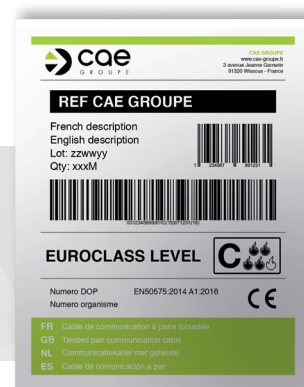 cae
GROUPE
CAE GROUPE
www.cae-groupe.fr
3 avenue Jeanne Garnerin
91320 Wissous - France
REF CAE GROUPE
French description
English description
Lot: zzwwyy
Qty: xxxM
EUROCLASS LEVEL C
Numero DOP EN50575:2014 A1:2016
Numero organisme
CE
FR Câble de communication à paire torsadée
GB Twisted pair communication cable
NL Communicatiekabel met getwiste
ES Cable de comunicación a par